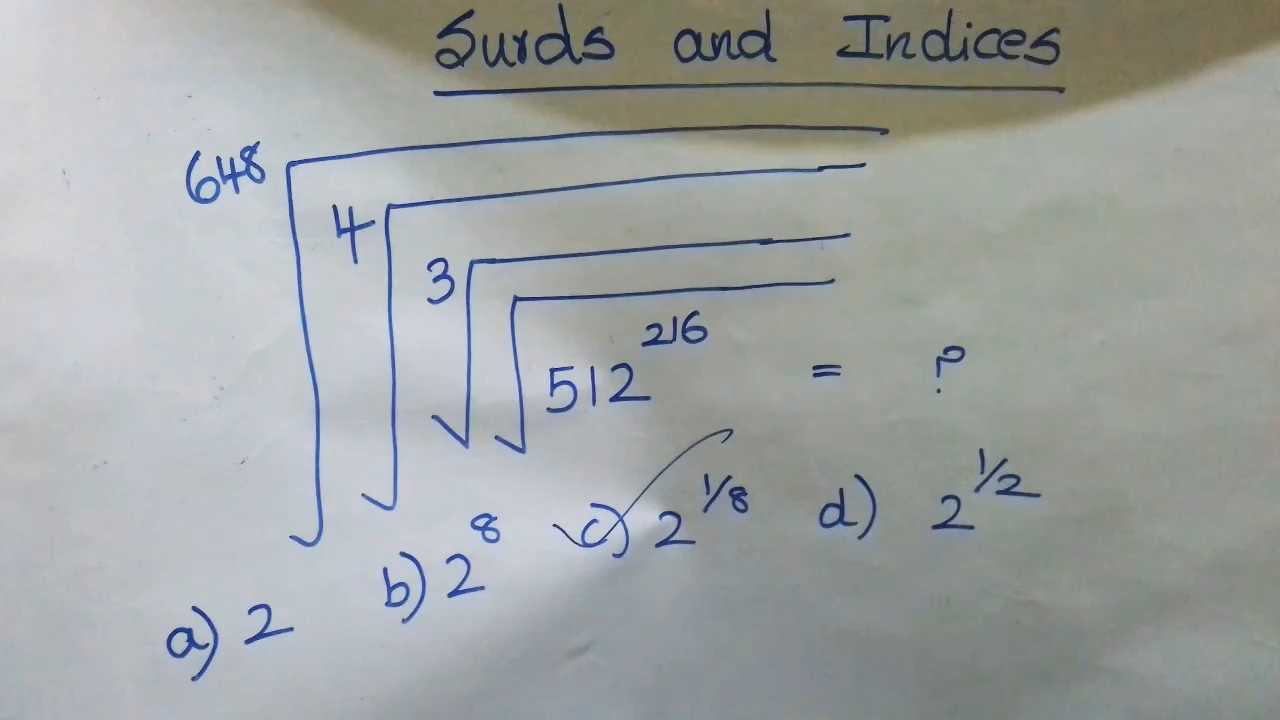 Surds and Indices
648 4 3 √512^216 = ?
a) 2 b) 2^8 c) 2^1/8 d) 2^1/2